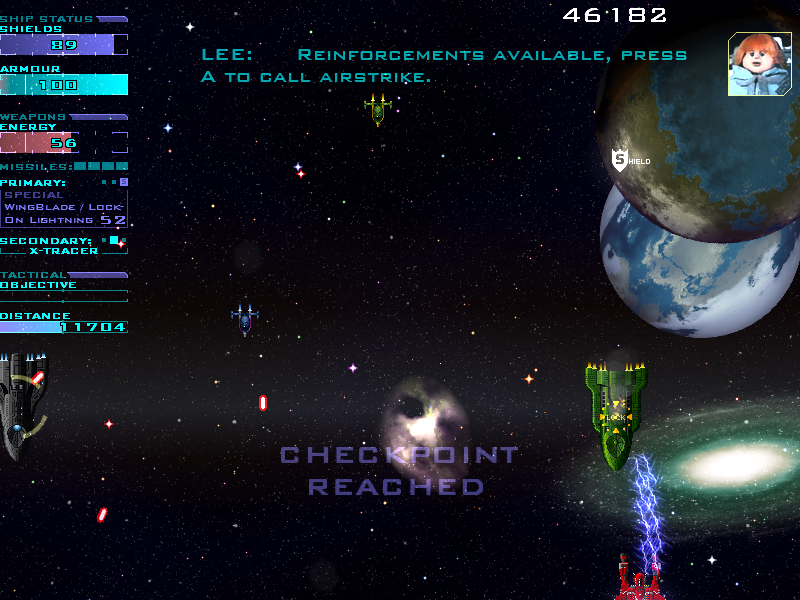 SHIP STATUS
SHIELDS
89
ARMOUR
100
WEAPONS
ENERGY
56
MISSILES:
PRIMARY:
SPECIAL
WINGBLADE / LOCK-
ON LIGHTNING 52
SECONDARY:
X-TRACER
TACTICAL
OBJECTIVE
DISTANCE
11704
46182
LEE: REINFORCEMENTS AVAILABLE, PRESS
A TO CALL AIRSTRIKE.
S HIELD
LOCK
CHECKPOINT
REACHED